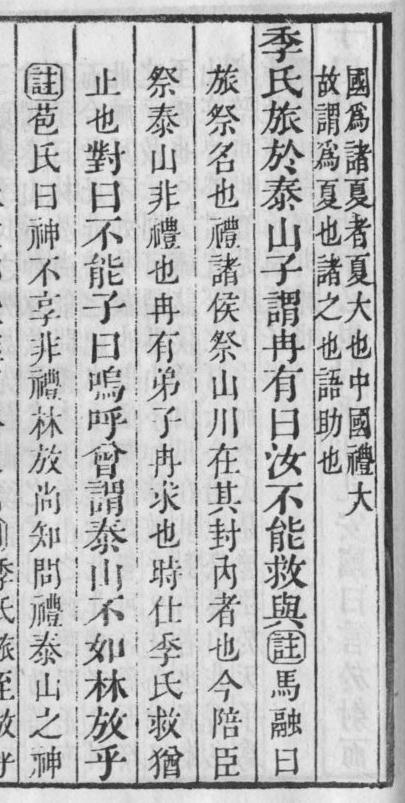 國爲諸夏者夏大也中國禮大
故謂爲夏也諸之也語助也
季氏旅於泰山子謂冉有曰汝不能救與註馬融曰
旅祭名也禮諸侯祭山川在其封內者也今陪臣
祭泰山非禮也冉有弟子冉求也時仕季氏救猶
止也對曰不能子曰嗚呼曾謂泰山不如林放乎
註苞氏曰神不享非禮林放尚知問禮泰山之神
季氏旅至放乎